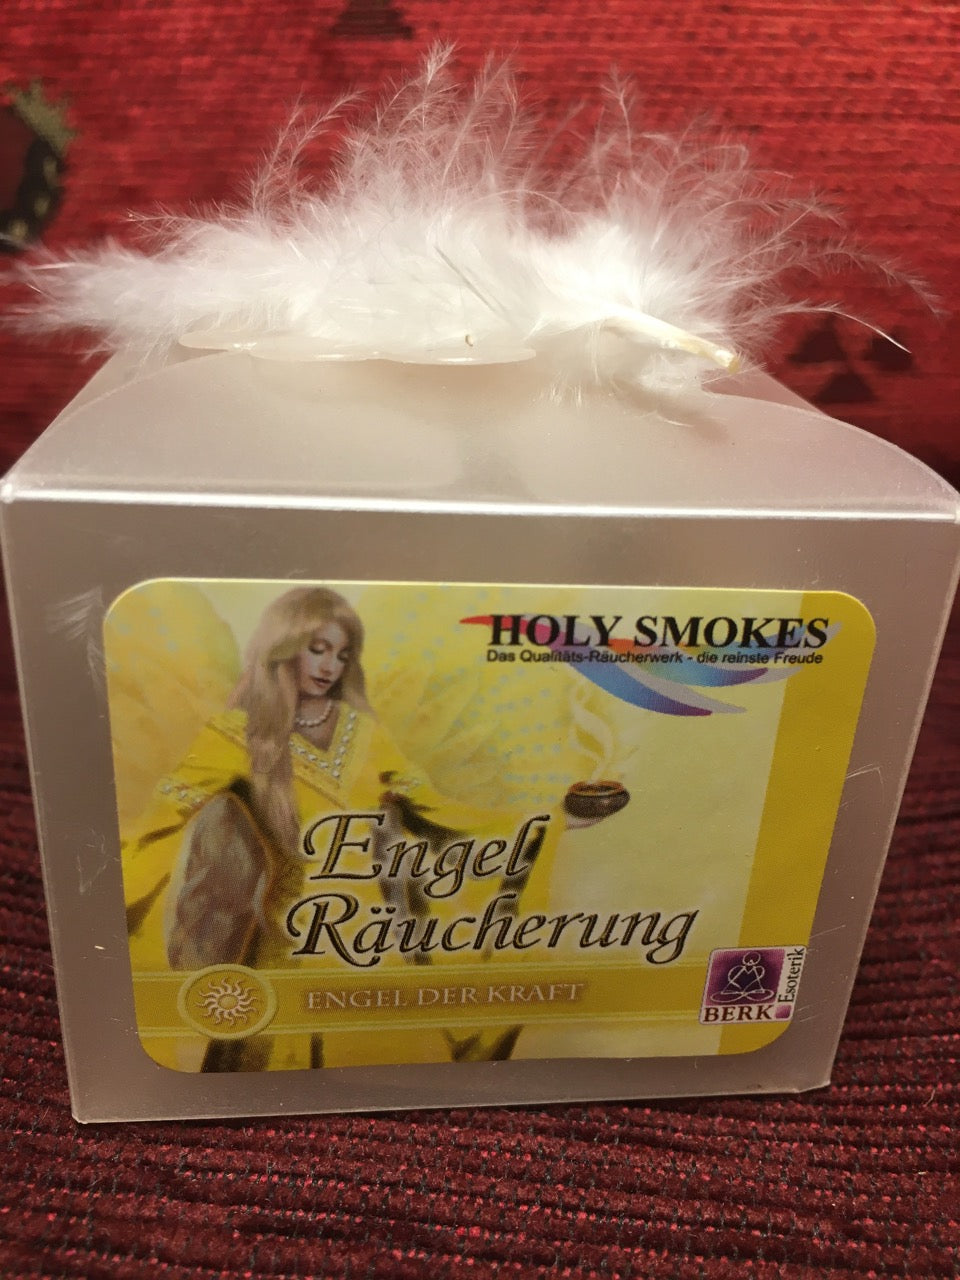 HOLY SMOKES
Das Qualitäts-Räucherwerk - die reinste Freude
Engel
Räucherung
ENGEL DER KRAFT
BERK
Esoterik